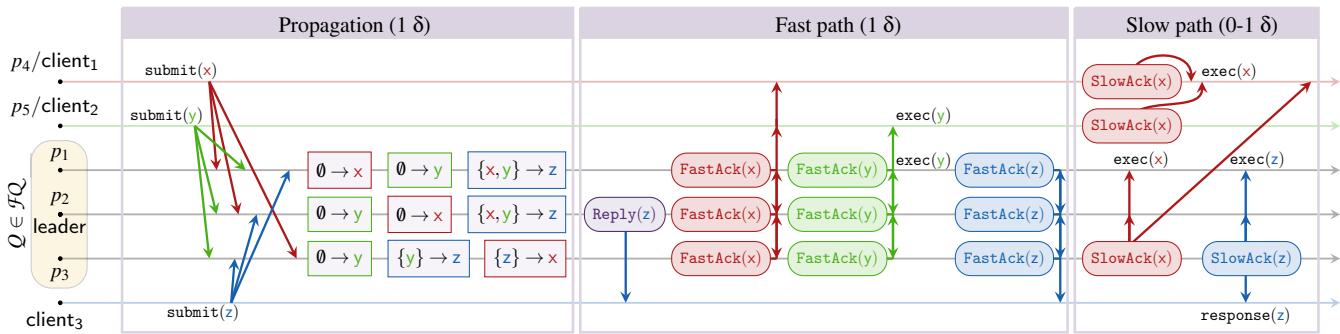 Propagation (1 δ) Fast path (1 δ) Slow path (0-1 δ)
p4/client1 submit(x) SlowAck(x) exec(x)
p5/client2 submit(y) exec(y) SlowAck(x)
p1 ∅ → x ∅ → y {x, y} → z FastAck(x) FastAck(y) exec(y) FastAck(z) exec(x) exec(z)
Q ∈ FQ
p2 ∅ → y ∅ → x {x, y} → z Reply(z) FastAck(x) FastAck(y) FastAck(z)
leader
p3 ∅ → y {y} → z {z} → x FastAck(x) FastAck(y) FastAck(z) SlowAck(x) SlowAck(z)
client3 submit(z) response(z)